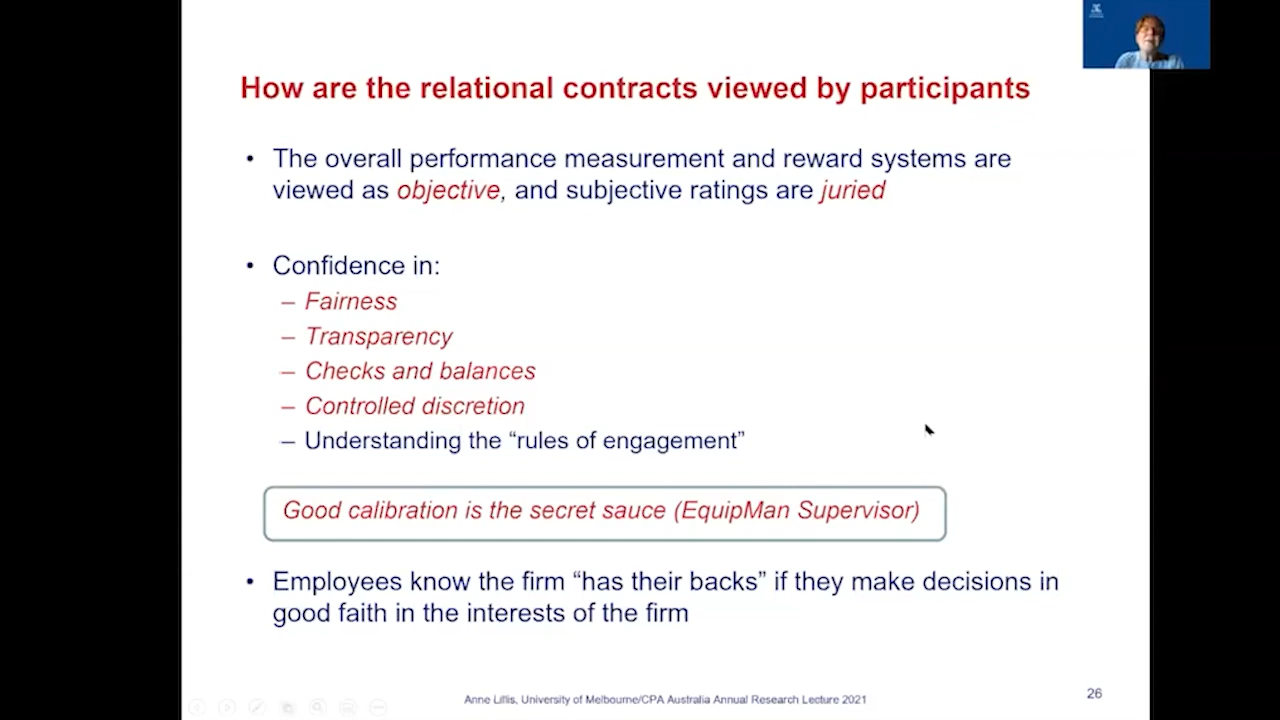 How are the relational contracts viewed by participants
• The overall performance measurement and reward systems are
viewed as objective, and subjective ratings are juried
• Confidence in:
– Fairness
– Transparency
– Checks and balances
– Controlled discretion
– Understanding the “rules of engagement”
Good calibration is the secret sauce (EquipMan Supervisor)
• Employees know the firm “has their backs” if they make decisions in
good faith in the interests of the firm
Anne Lillis, University of Melbourne/CPA Australia Annual Research Lecture 2021
26